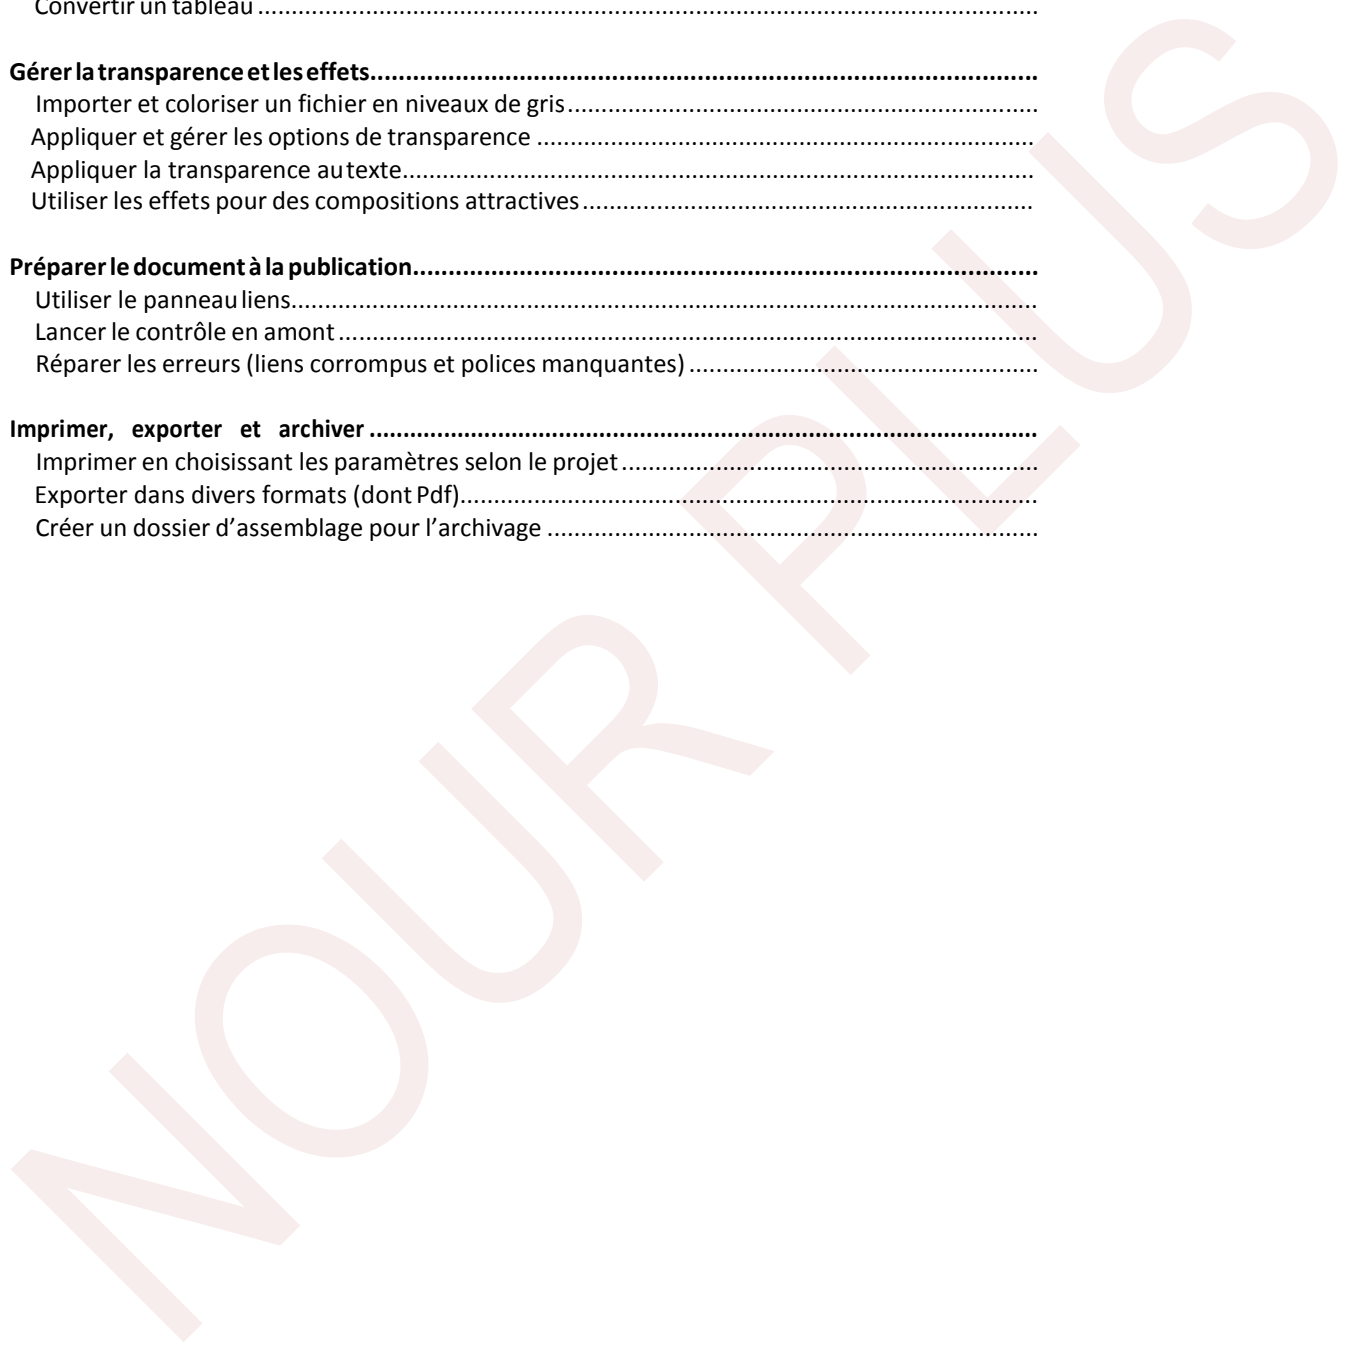 Convertir un tableau ........................................................................................................................
Gérer la transparence et les effets....................................................................................................
Importer et coloriser un fichier en niveaux de gris.......................................................................
Appliquer et gérer les options de transparence ...........................................................................
Appliquer la transparence au texte...............................................................................................
Utiliser les effets pour des compositions attractives....................................................................
Préparer le document à la publication..............................................................................................
Utiliser le panneau liens................................................................................................................
Lancer le contrôle en amont.........................................................................................................
Réparer les erreurs (liens corrompus et polices manquantes).....................................................
Imprimer, exporter et archiver....................................................................................................
Imprimer en choisissant les paramètres selon le projet...............................................................
Exporter dans divers formats (dont Pdf).......................................................................................
Créer un dossier d’assemblage pour l’archivage ..........................................................................
NOUR PLUS